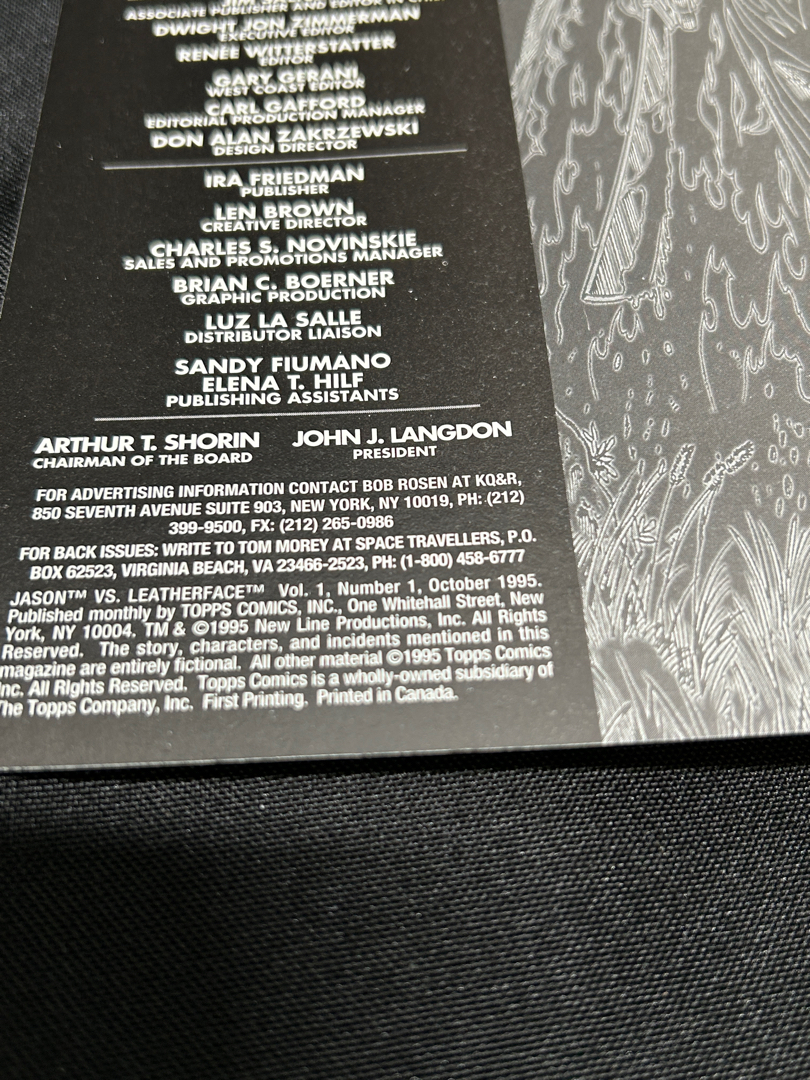 ASSOCIATE PUBLISHER AND EDITOR IN
DWIGHT JON ZIMMERMAN
EXECUTIVE EDITOR
RENÉE WITTERSTATTER
EDITOR
GARY GERANI
WEST COAST EDITOR
CARL GAFFORD
EDITORIAL PRODUCTION MANAGER
DON ALAN ZAKRZEWSKI
DESIGN DIRECTOR
IRA FRIEDMAN
PUBLISHER
LEN BROWN
CREATIVE DIRECTOR
CHARLES S. NOVINSKIE
SALES AND PROMOTIONS MANAGER
BRIAN C. BOERNER
GRAPHIC PRODUCTION
LUZ LA SALLE
DISTRIBUTOR LIAISON
SANDY FIUMANO
ELENA T. HILF
PUBLISHING ASSISTANTS
ARTHUR T. SHORIN JOHN J. LANGDON
CHAIRMAN OF THE BOARD PRESIDENT
FOR ADVERTISING INFORMATION CONTACT BOB ROSEN AT KQ&R,
850 SEVENTH AVENUE SUITE 903, NEW YORK, NY 10019, PH: (212)
399-9500, FX: (212) 265-0986
FOR BACK ISSUES: WRITE TO TOM MOREY AT SPACE TRAVELLERS, P.O.
BOX 62523, VIRGINIA BEACH, VA 23466-2523, PH: (1-800) 458-6777
JASON™ VS. LEATHERFACE™ Vol. 1, Number 1, October 1995.
Published monthly by TOPPS COMICS, INC., One Whitehall Street, New
York, NY 10004. TM & ©1995 New Line Productions, Inc. All Rights
Reserved. The story, characters, and incidents mentioned in this
magazine are entirely fictional. All other material ©1995 Topps Comics
Inc. All Rights Reserved. Topps Comics is a wholly-owned subsidiary of
The Topps Company, Inc. First Printing. Printed in Canada.